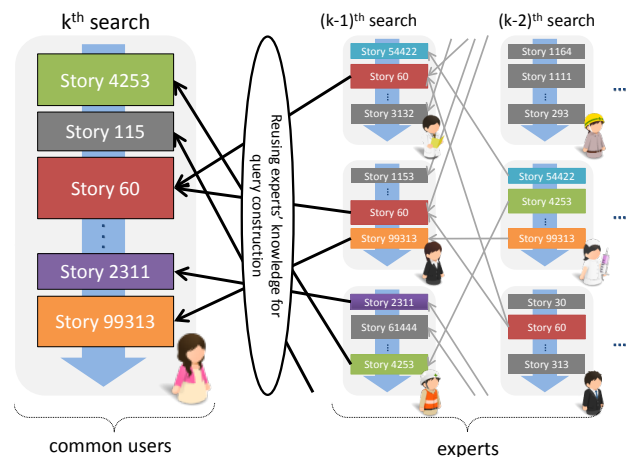 kth search
Story 4253
Story 115
Story 60
Story 2311
Story 99313
common users
Reusing experts' knowledge for
query construction
(k-1)th search
Story 54422
Story 60
Story 3132
Story 1153
Story 60
Story 99313
Story 2311
Story 61444
Story 4253
(k-2)th search
Story 1164
Story 1111
Story 293
...
Story 54422
Story 4253
Story 99313
...
Story 30
Story 60
Story 313
...
experts